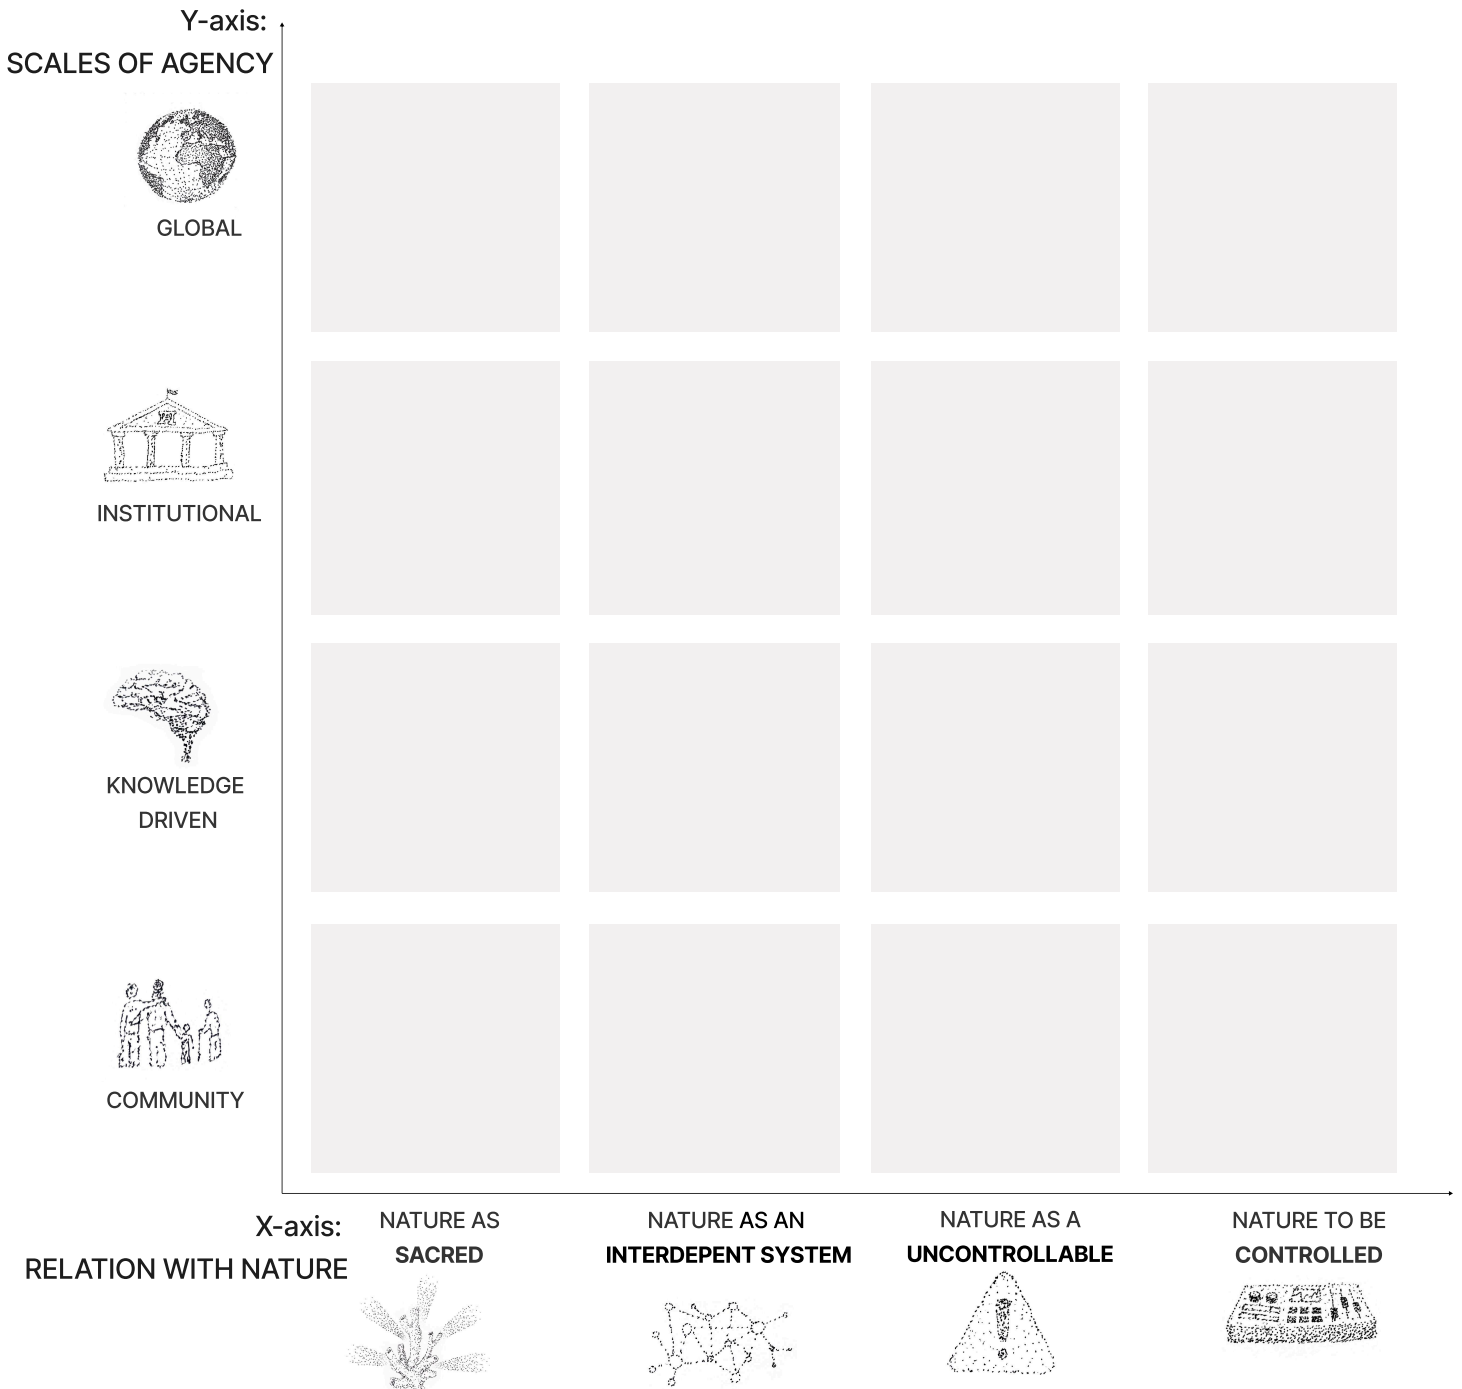 Y-axis:
SCALES OF AGENCY
GLOBAL
INSTITUTIONAL
KNOWLEDGE
DRIVEN
COMMUNITY
X-axis:
RELATION WITH NATURE
NATURE AS
SACRED
NATURE AS AN
INTERDEPENT SYSTEM
NATURE AS A
UNCONTROLLABLE
NATURE TO BE
CONTROLLED